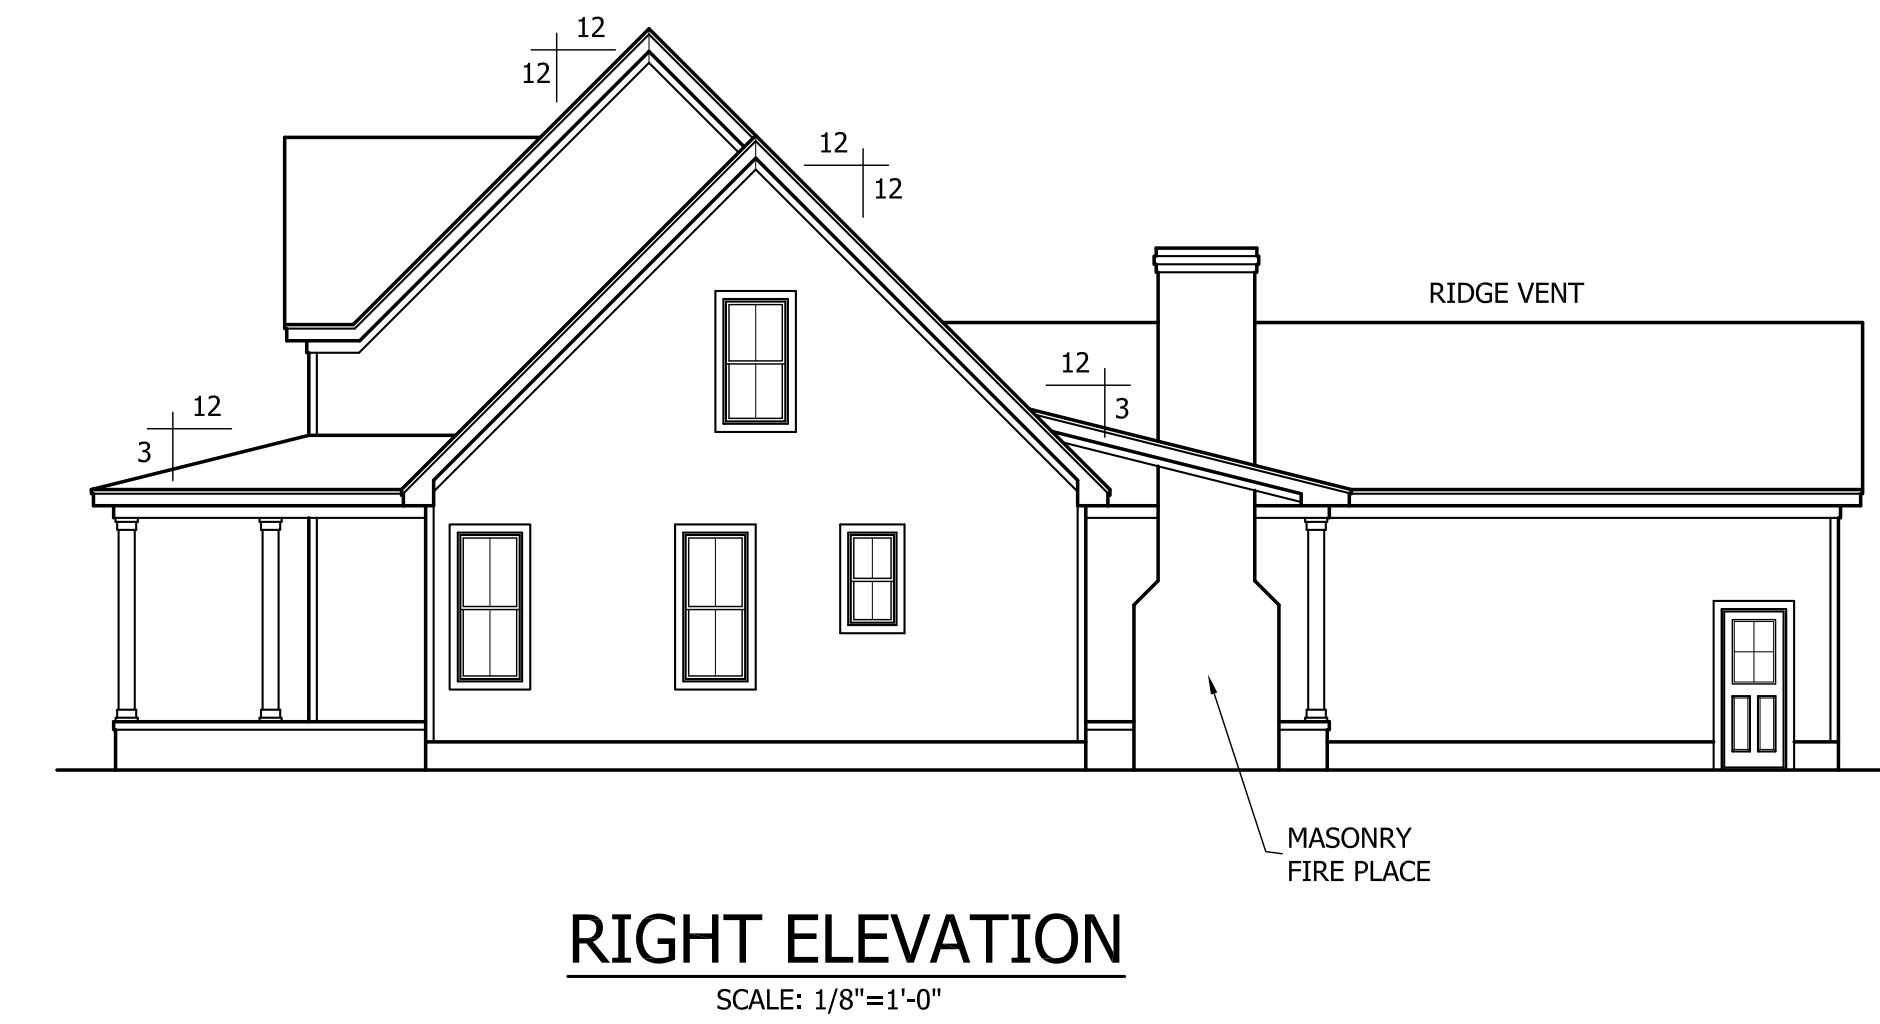 12
12
12
12
RIDGE VENT
12
3
12
3
MASONRY
FIRE PLACE
RIGHT ELEVATION
SCALE: 1/8"=1'-0"